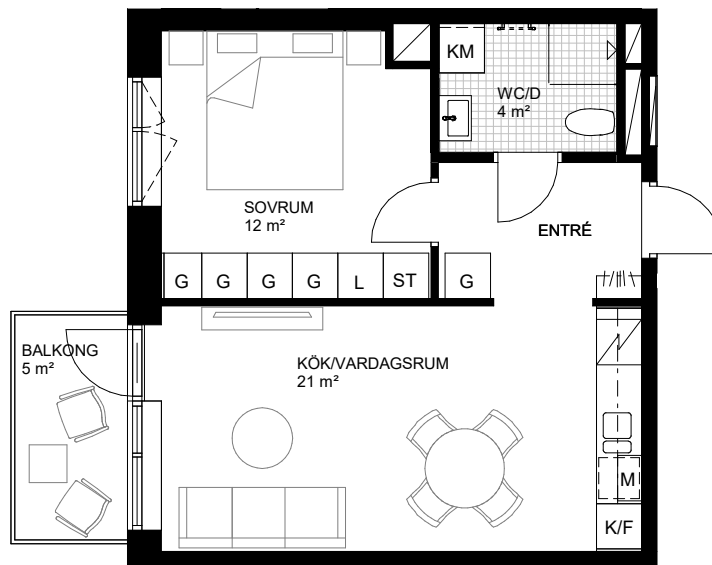 KM
WC/D
4 m²
SOVRUM
12 m²
ENTRÉ
G G G G L ST G
BALKONG
5 m²
KÖK/VARDAGSRUM
21 m²
M
K/F